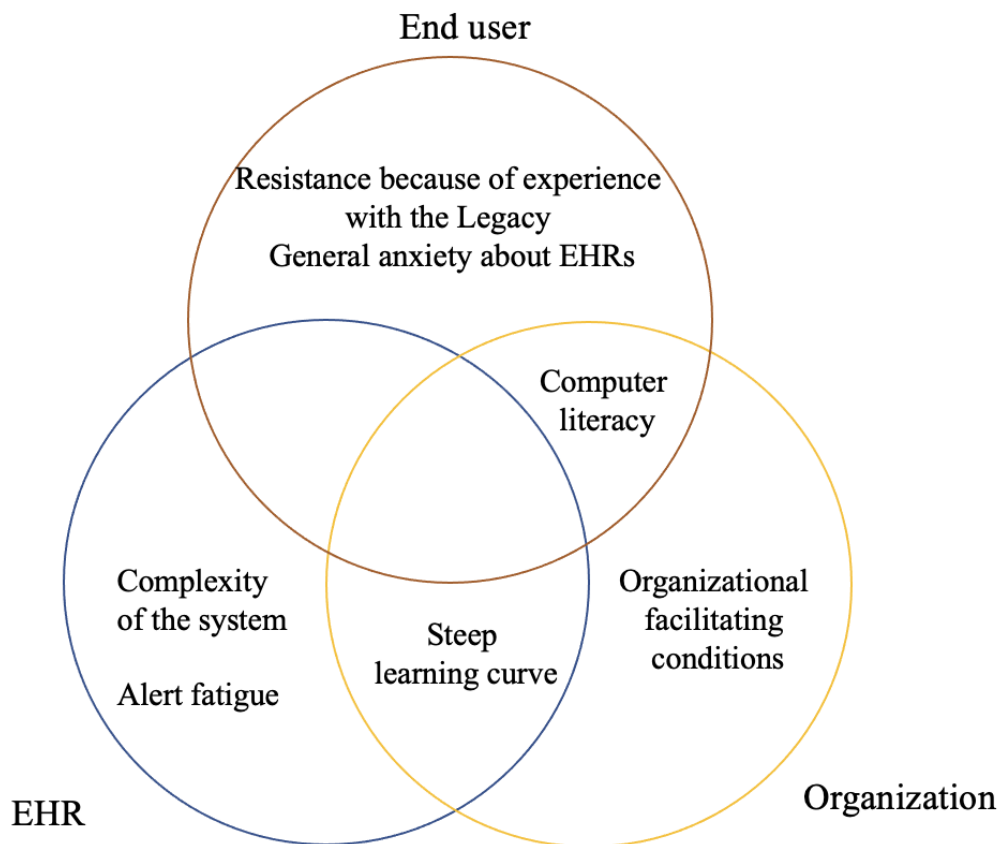 End user
Resistance because of experience
with the Legacy
General anxiety about EHRs
Computer
literacy
Complexity
of the system
Alert fatigue
Steep
learning curve
Organizational
facilitating
conditions
EHR
Organization